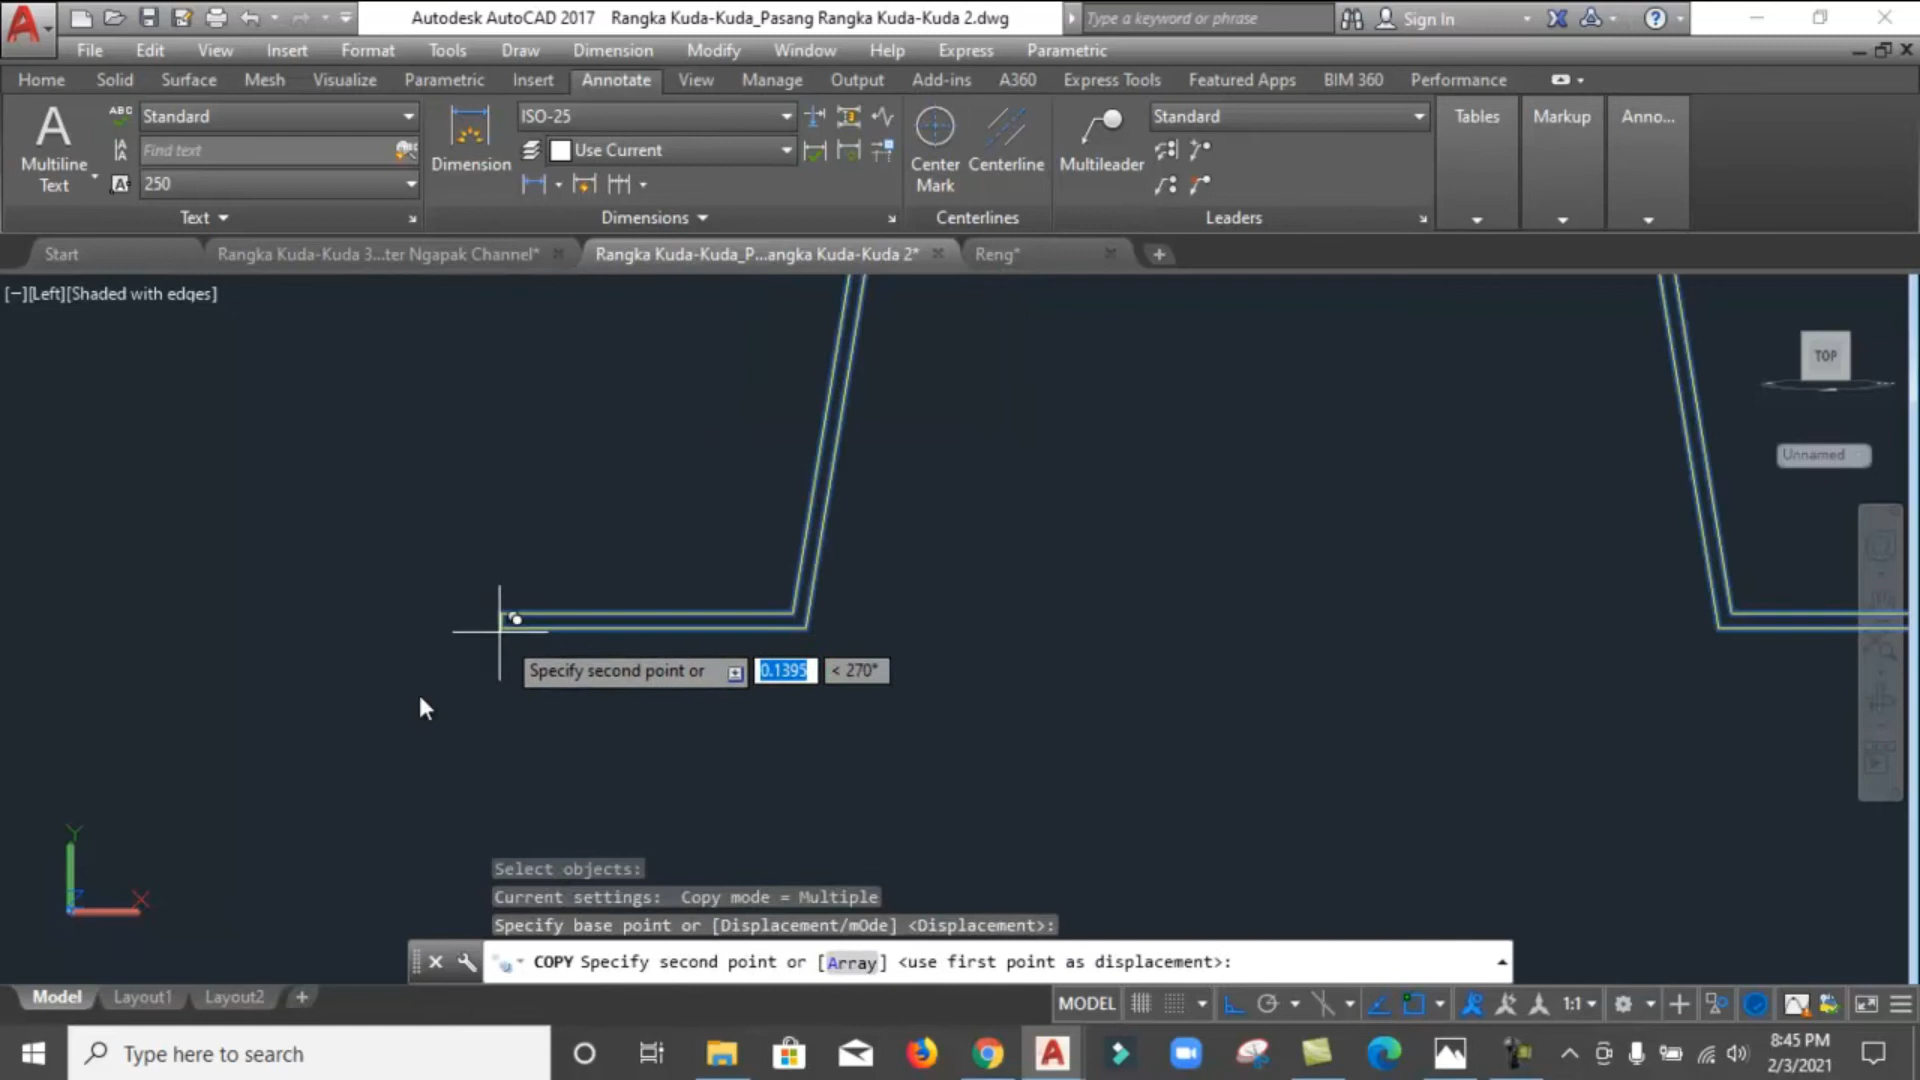 Autodesk AutoCAD 2017 Rangka Kuda-Kuda_Pasang Rangka Kuda-Kuda 2.dwg
Type a keyword or phrase
Sign In
File Edit View Insert Format Tools Draw Dimension Modify Window Help Express Parametric
Home Solid Surface Mesh Visualize Parametric Insert Annotate View Manage Output Add-ins A360 Express Tools Featured Apps BIM 360 Performance
Multiline Text
Standard
Find text
250
Text
Dimension
ISO-25
Use Current
Dimensions
Center Mark
Centerline
Centerlines
Multileader
Standard
Leaders
Tables
Markup
Anno...
Start
Rangka Kuda-Kuda 3...ter Ngapak Channel*
Rangka Kuda-Kuda_P...angka Kuda-Kuda 2*
Reng*
[−][Left][Shaded with edges]
TOP
Unnamed
Specify second point or 0.1395 < 270°
Y
X
Z
Select objects:
Current settings: Copy mode = Multiple
Specify base point or [Displacement/mOde] <Displacement>:
COPY Specify second point or [Array] <use first point as displacement>:
Model Layout1 Layout2
MODEL
1:1
Type here to search
8:45 PM
2/3/2021